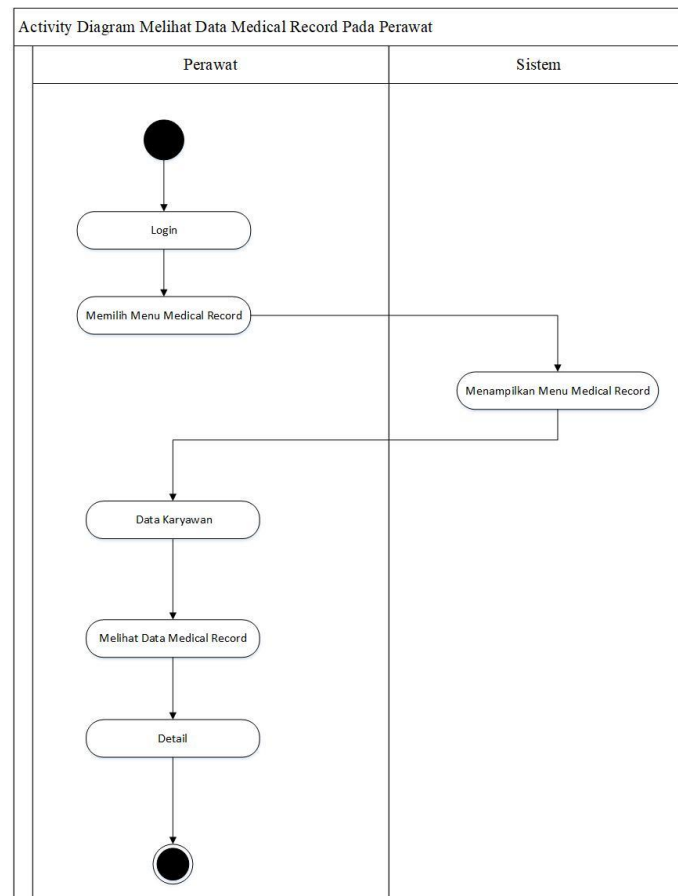 Activity Diagram Melihat Data Medical Record Pada Perawat
Perawat
Sistem
Login
Memilih Menu Medical Record
Menampilkan Menu Medical Record
Data Karyawan
Melihat Data Medical Record
Detail